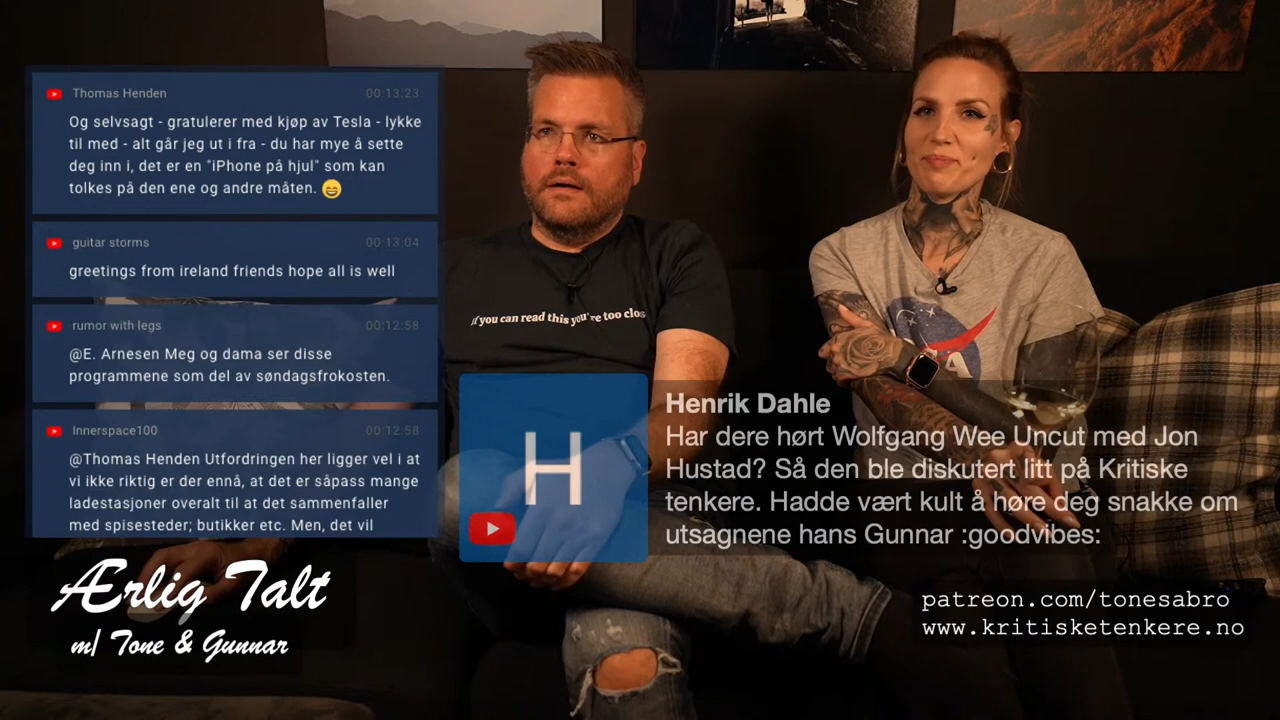 Thomas Henden 00:13:23
Og selvsagt - gratulerer med kjøp av Tesla - lykke
til med - alt går jeg ut i fra - du har mye å sette
deg inn i, det er en "iPhone på hjul" som kan
tolkes på den ene og andre måten. 😄
guitar storms 00:13:04
greetings from ireland friends hope all is well
rumor with legs 00:12:58
@E. Arnesen Meg og dama ser disse
programmene som del av søndagsfrokosten.
Innerspace100 00:12:58
@Thomas Henden Utfordringen her ligger vel i at
vi ikke riktig er der ennå, at det er såpass mange
ladestasjoner overalt til at det sammenfaller
med spisesteder; butikker etc. Men, det vil
if you can read this you're too clos
H
Henrik Dahle
Har dere hørt Wolfgang Wee Uncut med Jon
Hustad? Så den ble diskutert litt på Kritiske
tenkere. Hadde vært kult å høre deg snakke om
utsagnene hans Gunnar :goodvibes:
Ærlig Talt
m/ Tone & Gunnar
patreon.com/tonesabro
www.kritisketenkere.no